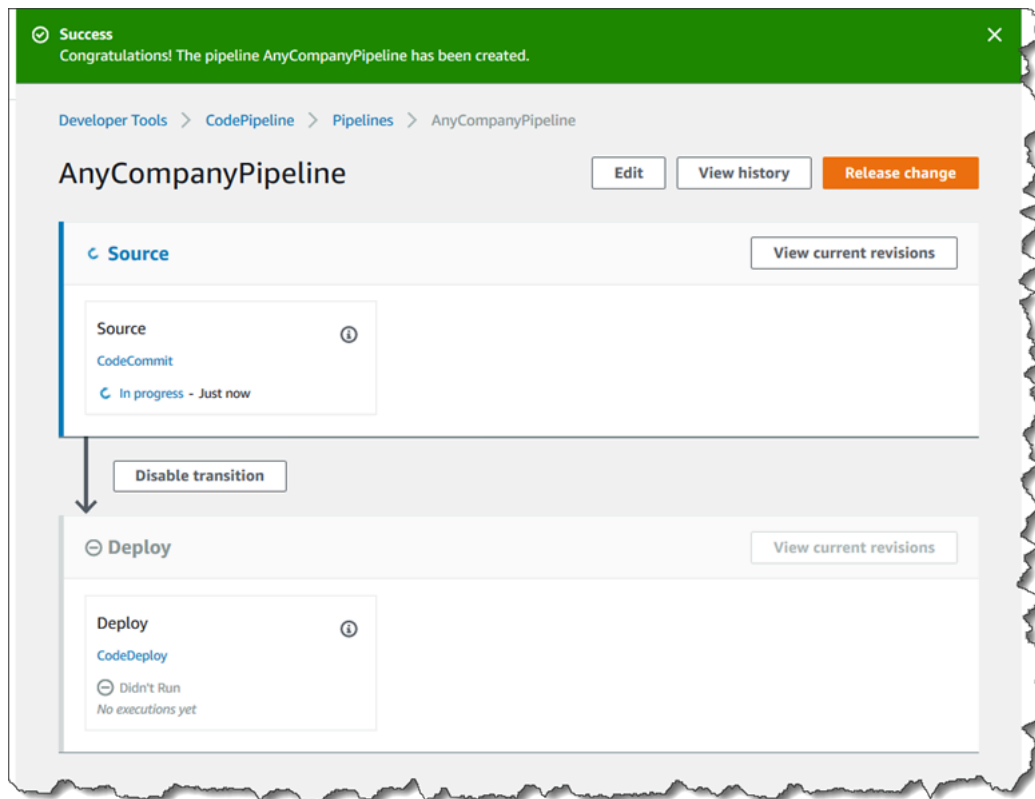 Success
Congratulations! The pipeline AnyCompanyPipeline has been created.
Developer Tools > CodePipeline > Pipelines > AnyCompanyPipeline
AnyCompanyPipeline Edit View history Release change
Source View current revisions
Source
CodeCommit
In progress - Just now
Disable transition
Deploy View current revisions
Deploy
CodeDeploy
Didn't Run
No executions yet